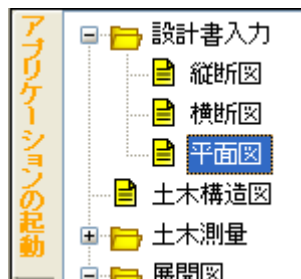 アプリケーションの起動
設計書入力
縦断図
横断図
平面図
土木構造図
土木測量
展開図